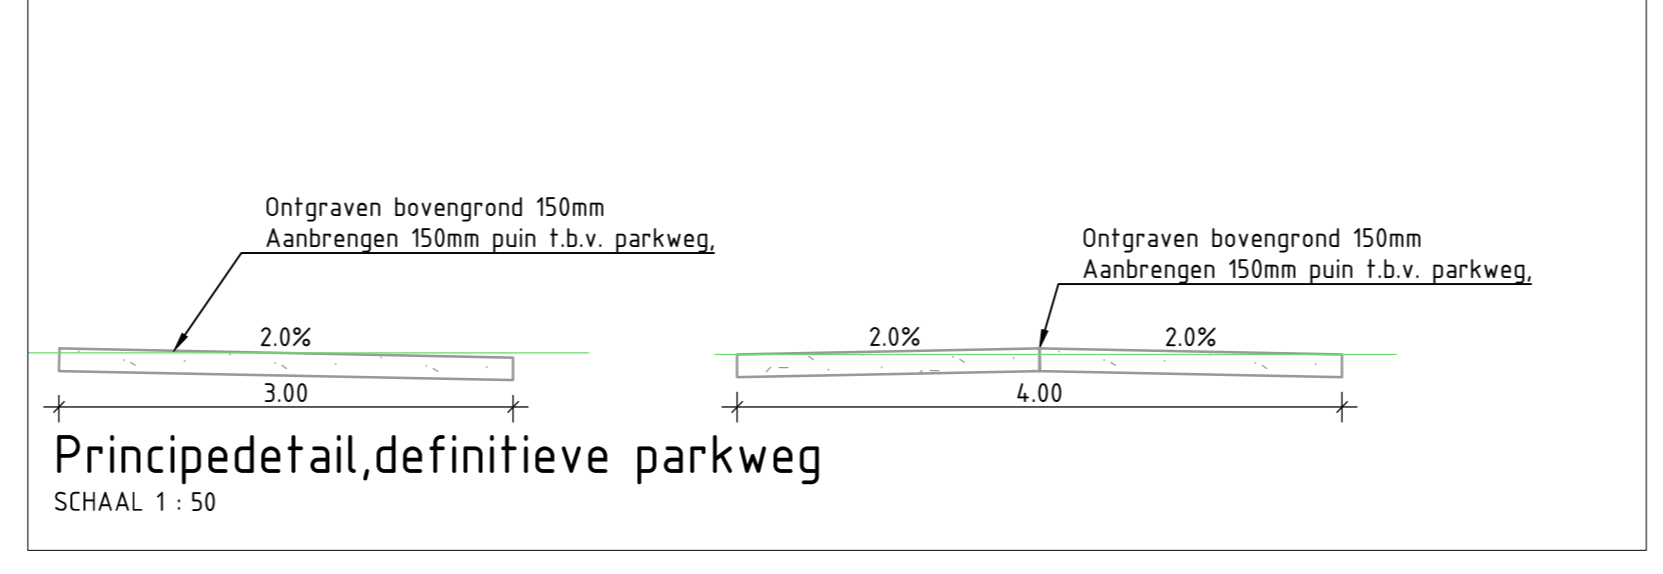 Ontgraven bovengrond 150mm
Aanbrengen 150mm puin t.b.v. parkweg,
2.0%
3.00
Ontgraven bovengrond 150mm
Aanbrengen 150mm puin t.b.v. parkweg,
2.0%
2.0%
4.00
Principedetail,definitieve parkweg
SCHAAL 1 : 50